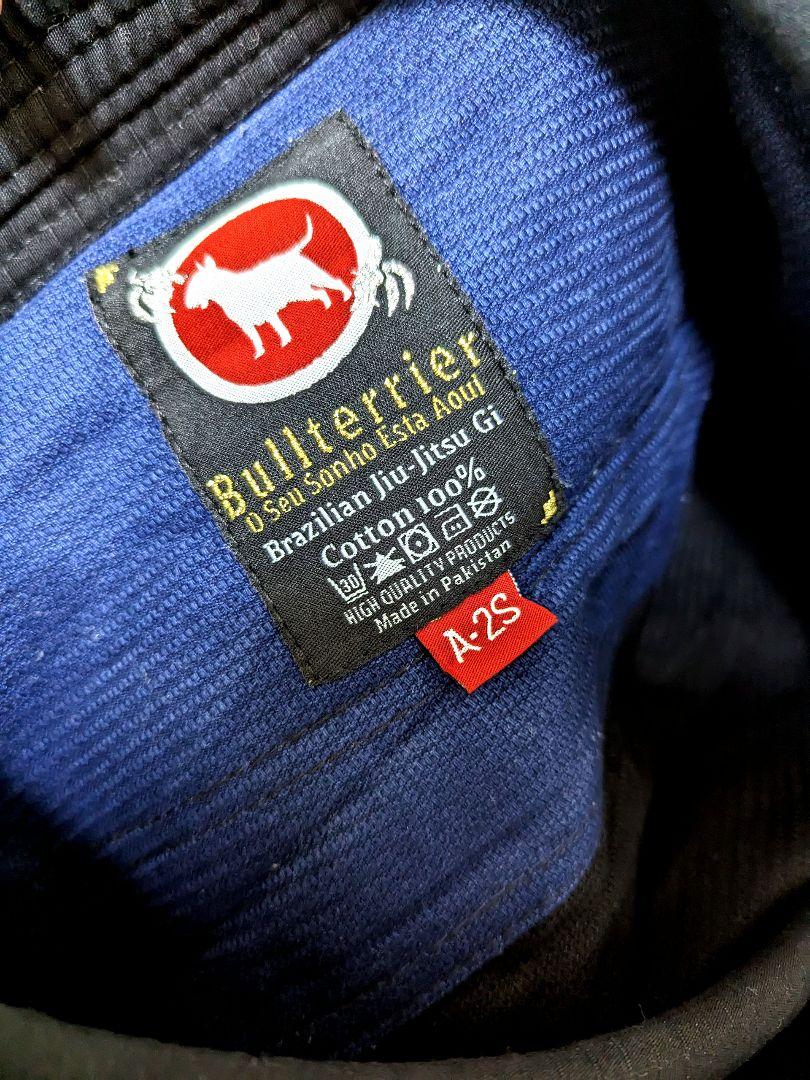 Bullterrier
O Seu Sonho Esta Aqui
Brazilian Jiu-Jitsu Gi
Cotton 100%
30
HIGH QUALITY PRODUCTS
Made in Pakistan
A-2S